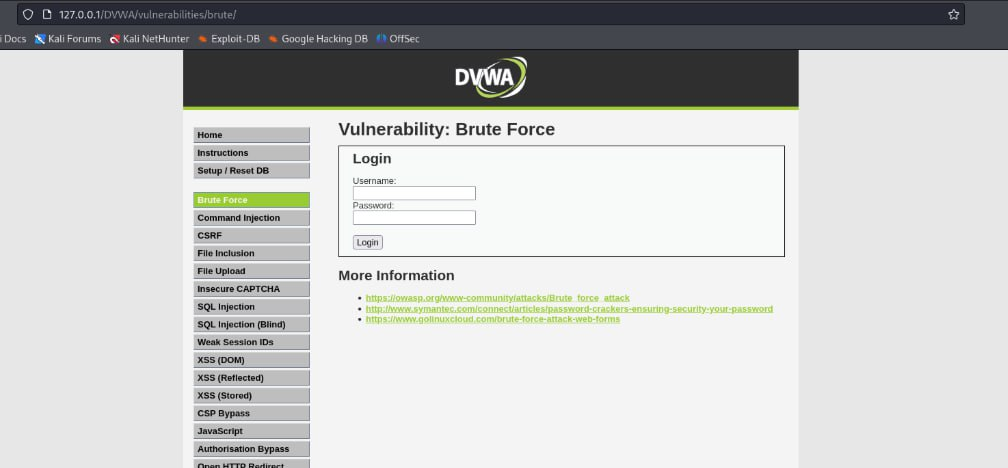 127.0.0.1/DVWA/vulnerabilities/brute/
i Docs Kali Forums Kali NetHunter Exploit-DB Google Hacking DB OffSec
DVWA
Home
Instructions
Setup / Reset DB
Brute Force
Command Injection
CSRF
File Inclusion
File Upload
Insecure CAPTCHA
SQL Injection
SQL Injection (Blind)
Weak Session IDs
XSS (DOM)
XSS (Reflected)
XSS (Stored)
CSP Bypass
JavaScript
Authorisation Bypass
Open HTTP Redirect
Vulnerability: Brute Force
Login
Username:
Password:
Login
More Information
https://owasp.org/www-community/attacks/Brute_force_attack
http://www.symantec.com/connect/articles/password-crackers-ensuring-security-your-password
https://www.golinuxcloud.com/brute-force-attack-web-forms